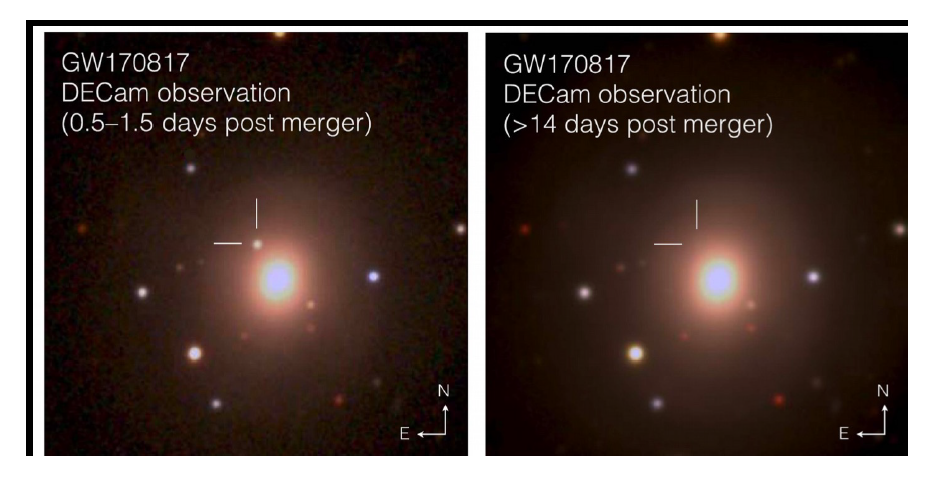 GW170817
DECam observation
(0.5–1.5 days post merger)
N
E
GW170817
DECam observation
(>14 days post merger)
N
E